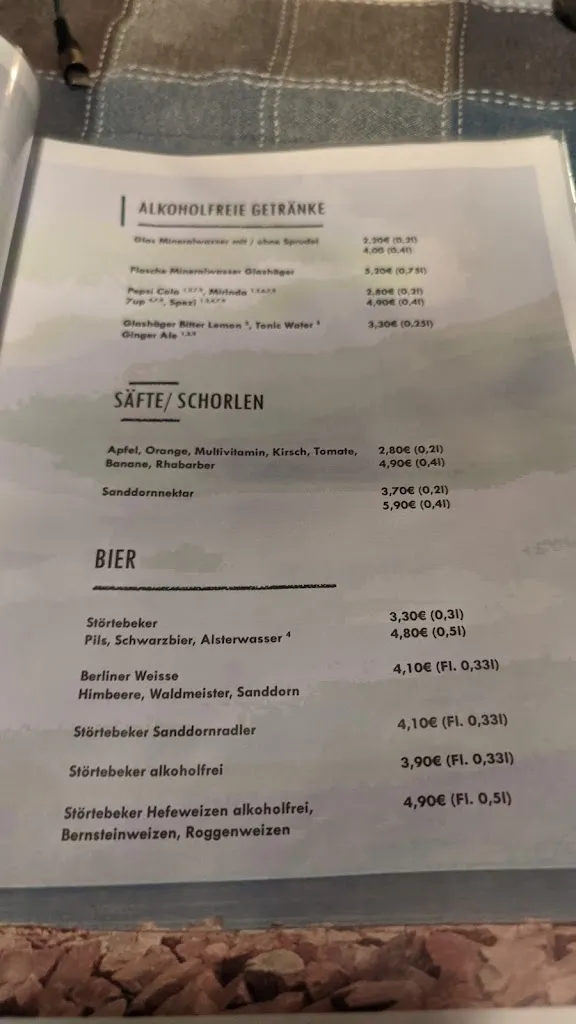 ALKOHOLFREIE GETRÄNKE
Glas Mineralwasser mit / ohne Sprudel 2,20€ (0,2l)
4,00 (0,4l)
Flasche Mineralwasser Glashäger 5,20€ (0,75l)
Pepsi Cola, Mirinda 2,80€ (0,2l)
7up, Spezi 4,90€ (0,4l)
Glashäger Bitter Lemon, Tonic Water 3,30€ (0,25l)
Ginger Ale
SÄFTE/ SCHORLEN
Apfel, Orange, Multivitamin, Kirsch, Tomate, 2,80€ (0,2l)
Banane, Rhabarber 4,90€ (0,4l)
Sanddornnektar 3,70€ (0,2l)
5,90€ (0,4l)
BIER
Störtebeker 3,30€ (0,3l)
Pils, Schwarzbier, Alsterwasser ⁴ 4,80€ (0,5l)
Berliner Weisse 4,10€ (Fl. 0,33l)
Himbeere, Waldmeister, Sanddorn
Störtebeker Sanddornradler 4,10€ (Fl. 0,33l)
Störtebeker alkoholfrei 3,90€ (Fl. 0,33l)
Störtebeker Hefeweizen alkoholfrei, 4,90€ (Fl. 0,5l)
Bernsteinweizen, Roggenweizen